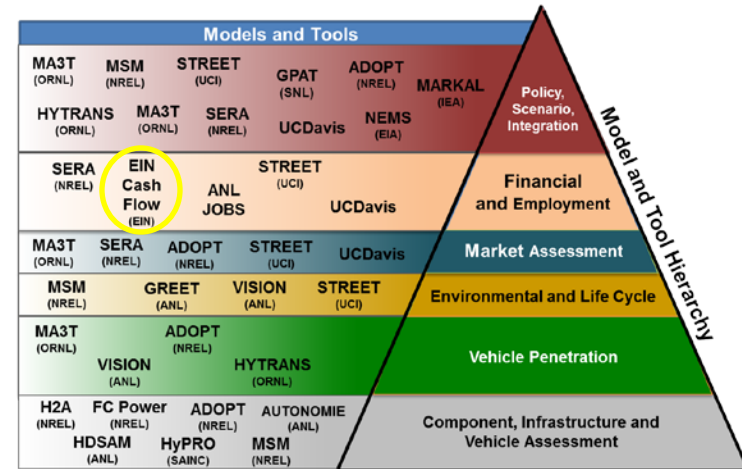 Models and Tools
MA3T
(ORNL)
MSM
(NREL)
STREET
(UCI)
GPAT
(SNL)
ADOPT
(NREL)
MARKAL
(IEA)
HYTRANS
(ORNL)
MA3T
(ORNL)
SERA
(NREL)
UCDavis
NEMS
(EIA)
Policy,
Scenario,
Integration
SERA
(NREL)
EIN
Cash
Flow
(EIN)
ANL
JOBS
STREET
(UCI)
UCDavis
Financial
and Employment
MA3T
(ORNL)
SERA
(NREL)
ADOPT
(NREL)
STREET
(UCI)
UCDavis
Market Assessment
MSM
(NREL)
GREET
(ANL)
VISION
(ANL)
STREET
(UCI)
Environmental and Life Cycle
MA3T
(ORNL)
VISION
(ANL)
ADOPT
(NREL)
HYTRANS
(ORNL)
Vehicle Penetration
H2A
(NREL)
FC Power
(NREL)
ADOPT
(NREL)
AUTONOMIE
(ANL)
HDSAM
(ANL)
HyPRO
(SAINC)
MSM
(NREL)
Component, Infrastructure and
Vehicle Assessment
Model and Tool Hierarchy